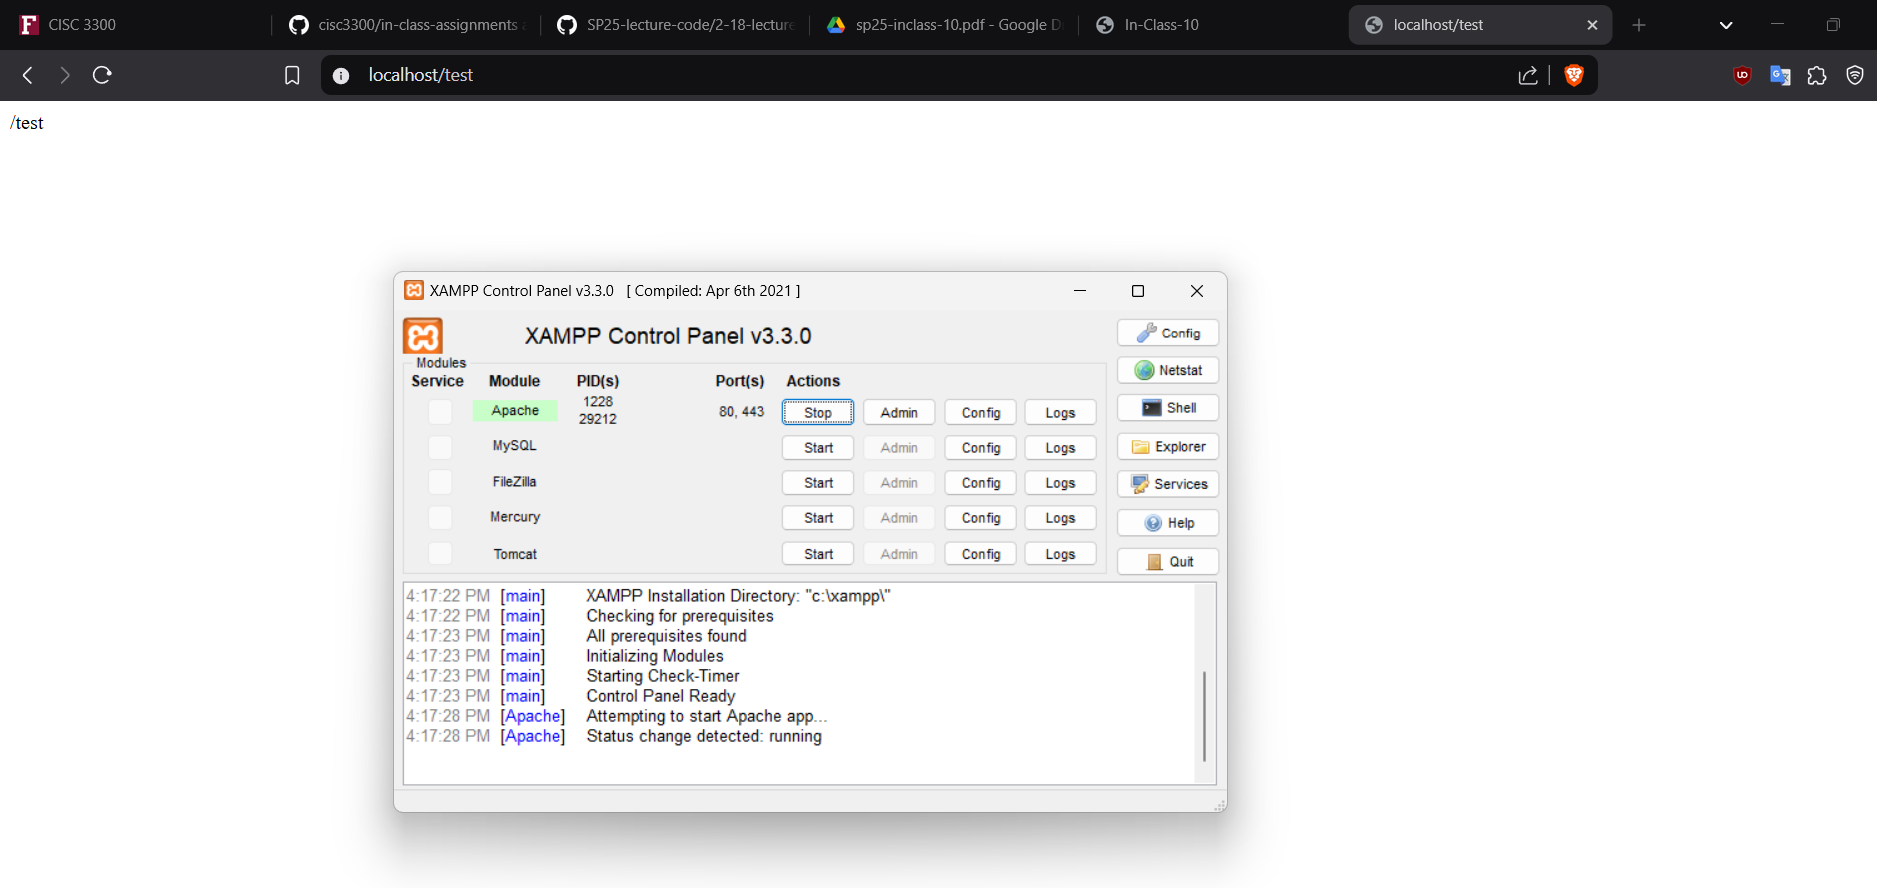 CISC 3300
cisc3300/in-class-assignments a
SP25-lecture-code/2-18-lecture
sp25-inclass-10.pdf - Google D
In-Class-10
localhost/test
localhost/test
/test
XAMPP Control Panel v3.3.0 [ Compiled: Apr 6th 2021 ]
XAMPP Control Panel v3.3.0
Config
Modules
Service Module PID(s) Port(s) Actions
Netstat
Apache 1228 29212 80, 443 Stop Admin Config Logs
Shell
MySQL Start Admin Config Logs
Explorer
FileZilla Start Admin Config Logs
Services
Mercury Start Admin Config Logs
Help
Tomcat Start Admin Config Logs
Quit
4:17:22 PM [main] XAMPP Installation Directory: "c:\xampp\"
4:17:22 PM [main] Checking for prerequisites
4:17:23 PM [main] All prerequisites found
4:17:23 PM [main] Initializing Modules
4:17:23 PM [main] Starting Check-Timer
4:17:23 PM [main] Control Panel Ready
4:17:28 PM [Apache] Attempting to start Apache app...
4:17:28 PM [Apache] Status change detected: running